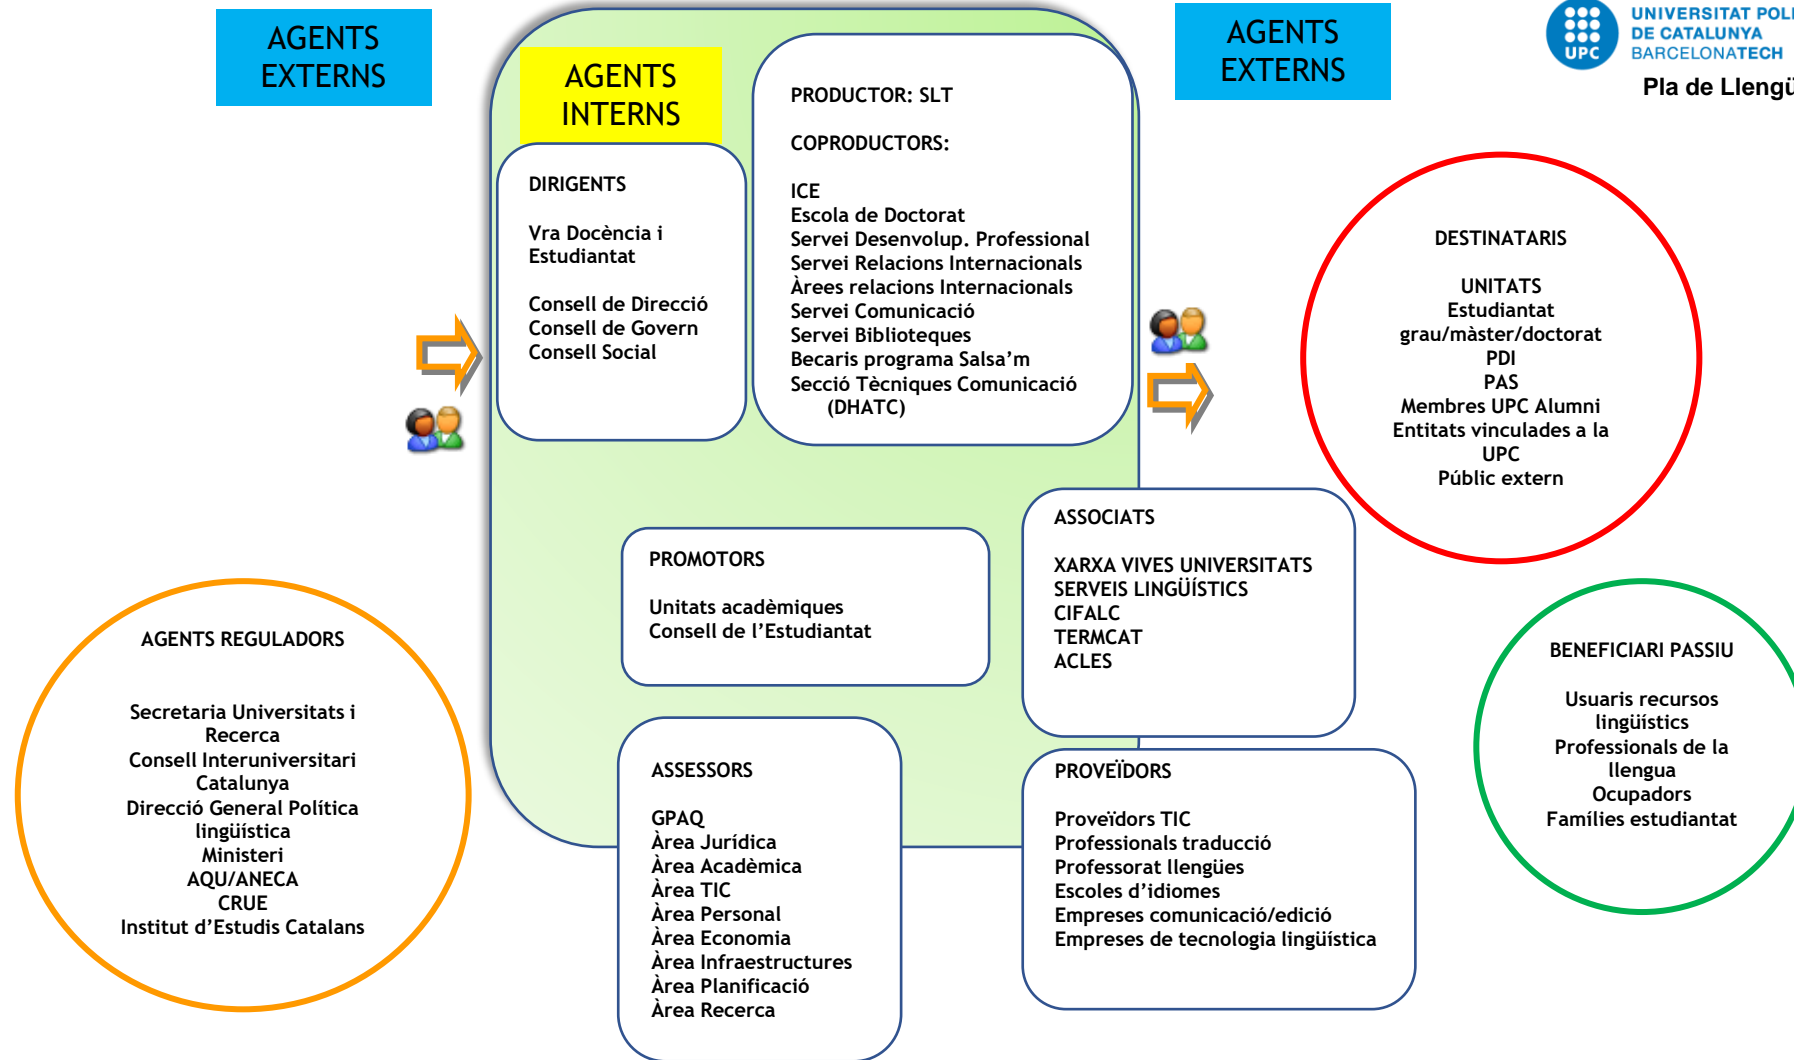 AGENTS
EXTERNS
AGENTS
INTERNS
AGENTS
EXTERNS
UPC
UNIVERSITAT
DE CATALUNYA
BARCELONATECH
Pla de
DIRIGENTS
Vra Docència i
Estudiantat
Consell de Direcció
Consell de Govern
Consell Social
PRODUCTOR: SLT
COPRODUCTORS:
ICE
Escola de Doctorat
Servei Desenvolup. Professional
Servei Relacions Internacionals
Àrees relacions Internacionals
Servei Comunicació
Servei Biblioteques
Becaris programa Salsa’m
Secció Tècniques Comunicació
(DHATC)
DESTINATARIS
UNITATS
Estudiantat
grau/màster/doctorat
PDI
PAS
Membres UPC Alumni
Entitats vinculades a la
UPC
Públic extern
PROMOTORS
Unitats acadèmiques
Consell de l’Estudiantat
ASSOCIATS
XARXA VIVES UNIVERSITATS
SERVEIS LINGÜÍSTICS
CIFALC
TERMCAT
ACLES
AGENTS REGULADORS
Secretaria Universitats i
Recerca
Consell Interuniversitari
Catalunya
Direcció General Política
lingüística
Ministeri
AQU/ANECA
CRUE
Institut d’Estudis Catalans
ASSESSORS
GPAQ
Àrea Jurídica
Àrea Acadèmica
Àrea TIC
Àrea Personal
Àrea Economia
Àrea Infraestructures
Àrea Planificació
Àrea Recerca
PROVEÏDORS
Proveïdors TIC
Professionals traducció
Professorat llengües
Escoles d’idiomes
Empreses comunicació/edició
Empreses de tecnologia lingüística
BENEFICIARI PASSIU
Usuaris recursos
lingüístics
Professionals de la
llengua
Ocupadors
Famílies estudiantat